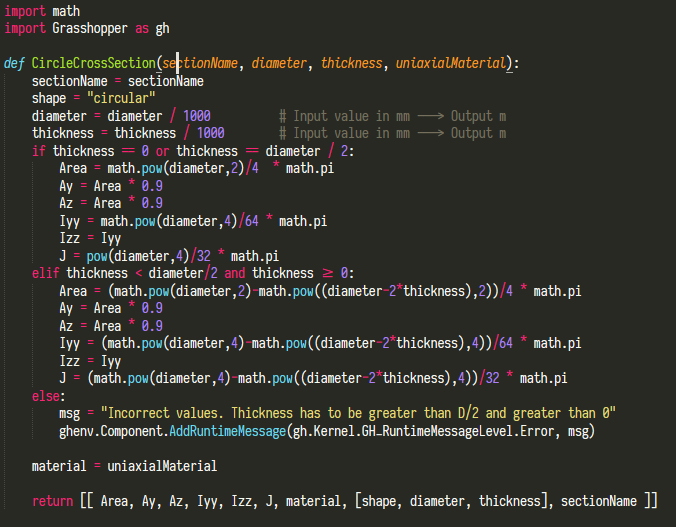 import math
import Grasshopper as gh

def CircleCrossSection(sectionName, diameter, thickness, uniaxialMaterial):
    sectionName = sectionName
    shape = "circular"
    diameter = diameter / 1000          # Input value in mm ---> Output m
    thickness = thickness / 1000        # Input value in mm ---> Output m
    if thickness == 0 or thickness == diameter / 2:
        Area = math.pow(diameter,2)/4  * math.pi
        Ay = Area * 0.9
        Az = Area * 0.9
        Iyy = math.pow(diameter,4)/64 * math.pi
        Izz = Iyy
        J = pow(diameter,4)/32 * math.pi
    elif thickness < diameter/2 and thickness >= 0:
        Area = (math.pow(diameter,2)-math.pow((diameter-2*thickness),2))/4 * math.pi
        Ay = Area * 0.9
        Az = Area * 0.9
        Iyy = (math.pow(diameter,4)-math.pow((diameter-2*thickness),4))/64 * math.pi
        Izz = Iyy
        J = (math.pow(diameter,4)-math.pow((diameter-2*thickness),4))/32 * math.pi
    else:
        msg = "Incorrect values. Thickness has to be greater than D/2 and greater than 0"
        ghenv.Component.AddRuntimeMessage(gh.Kernel.GH_RuntimeMessageLevel.Error, msg)

    material = uniaxialMaterial

    return [[ Area, Ay, Az, Iyy, Izz, J, material, [shape, diameter, thickness], sectionName ]]